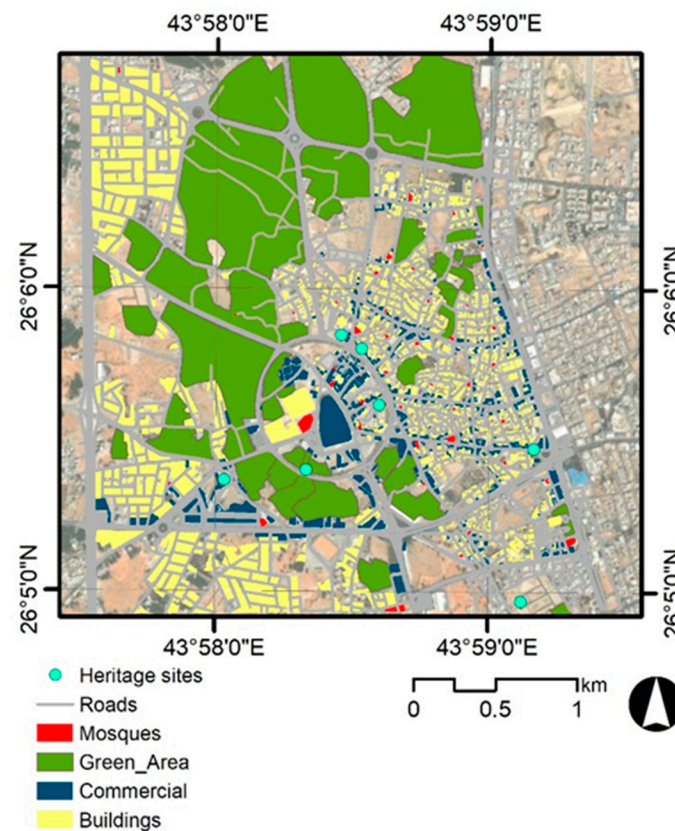 43°58'0"E
43°59'0"E
26°6'0"N
26°6'0"N
26°5'0"N
26°5'0"N
43°58'0"E
43°59'0"E
Heritage sites
Roads
Mosques
Green_Area
Commercial
Buildings
km
0
0.5
1